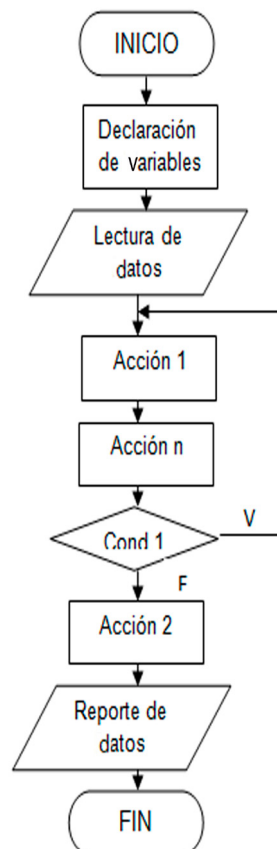 INICIO
Declaración
de variables
Lectura de
datos
Acción 1
Acción n
Cond 1
V
F
Acción 2
Reporte de
datos
FIN